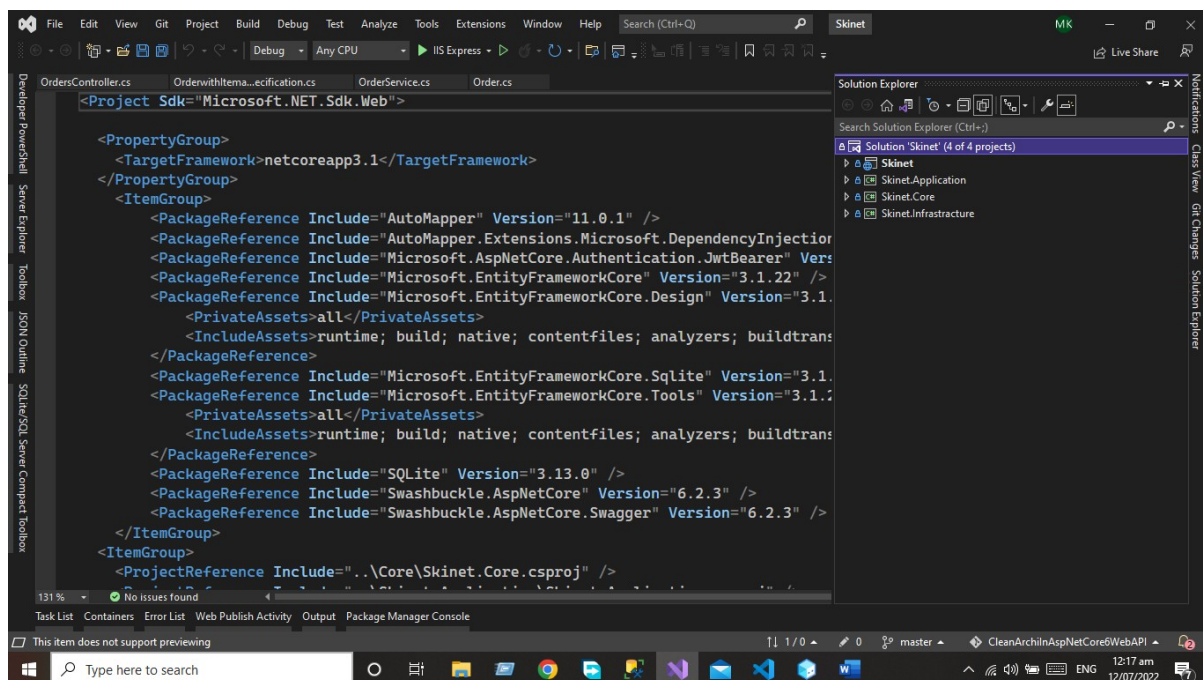 File Edit View Git Project Build Debug Test Analyze Tools Extensions Window Help Search (Ctrl+Q) Skinet MK
Debug Any CPU IIS Express Live Share
OrdersController.cs OrderwithItema...ecification.cs OrderService.cs Order.cs
<Project Sdk="Microsoft.NET.Sdk.Web">
<PropertyGroup>
<TargetFramework>netcoreapp3.1</TargetFramework>
</PropertyGroup>
<ItemGroup>
<PackageReference Include="AutoMapper" Version="11.0.1" />
<PackageReference Include="AutoMapper.Extensions.Microsoft.DependencyInjection
<PackageReference Include="Microsoft.AspNetCore.Authentication.JwtBearer" Vers
<PackageReference Include="Microsoft.EntityFrameworkCore" Version="3.1.22" />
<PackageReference Include="Microsoft.EntityFrameworkCore.Design" Version="3.1.
<PrivateAssets>all</PrivateAssets>
<IncludeAssets>runtime; build; native; contentfiles; analyzers; buildtrans
</PackageReference>
<PackageReference Include="Microsoft.EntityFrameworkCore.Sqlite" Version="3.1.
<PackageReference Include="Microsoft.EntityFrameworkCore.Tools" Version="3.1.2
<PrivateAssets>all</PrivateAssets>
<IncludeAssets>runtime; build; native; contentfiles; analyzers; buildtrans
</PackageReference>
<PackageReference Include="SQLite" Version="3.13.0" />
<PackageReference Include="Swashbuckle.AspNetCore" Version="6.2.3" />
<PackageReference Include="Swashbuckle.AspNetCore.Swagger" Version="6.2.3" />
</ItemGroup>
<ItemGroup>
<ProjectReference Include="..\Core\Skinet.Core.csproj" />
131 % No issues found
Solution Explorer
Search Solution Explorer (Ctrl+;)
Solution 'Skinet' (4 of 4 projects)
Skinet
Skinet.Application
Skinet.Core
Skinet.Infrastracture
Developer PowerShell
Server Explorer
Toolbox
JSON Outline
SQLite/SQL Server Compact Toolbox
Notifications
Class View
Git Changes
Solution Explorer
Task List Containers Error List Web Publish Activity Output Package Manager Console
This item does not support previewing 1 / 0 0 master CleanArchiInAspNetCore6WebAPI 2
Type here to search ENG 12:17 am
12/07/2022